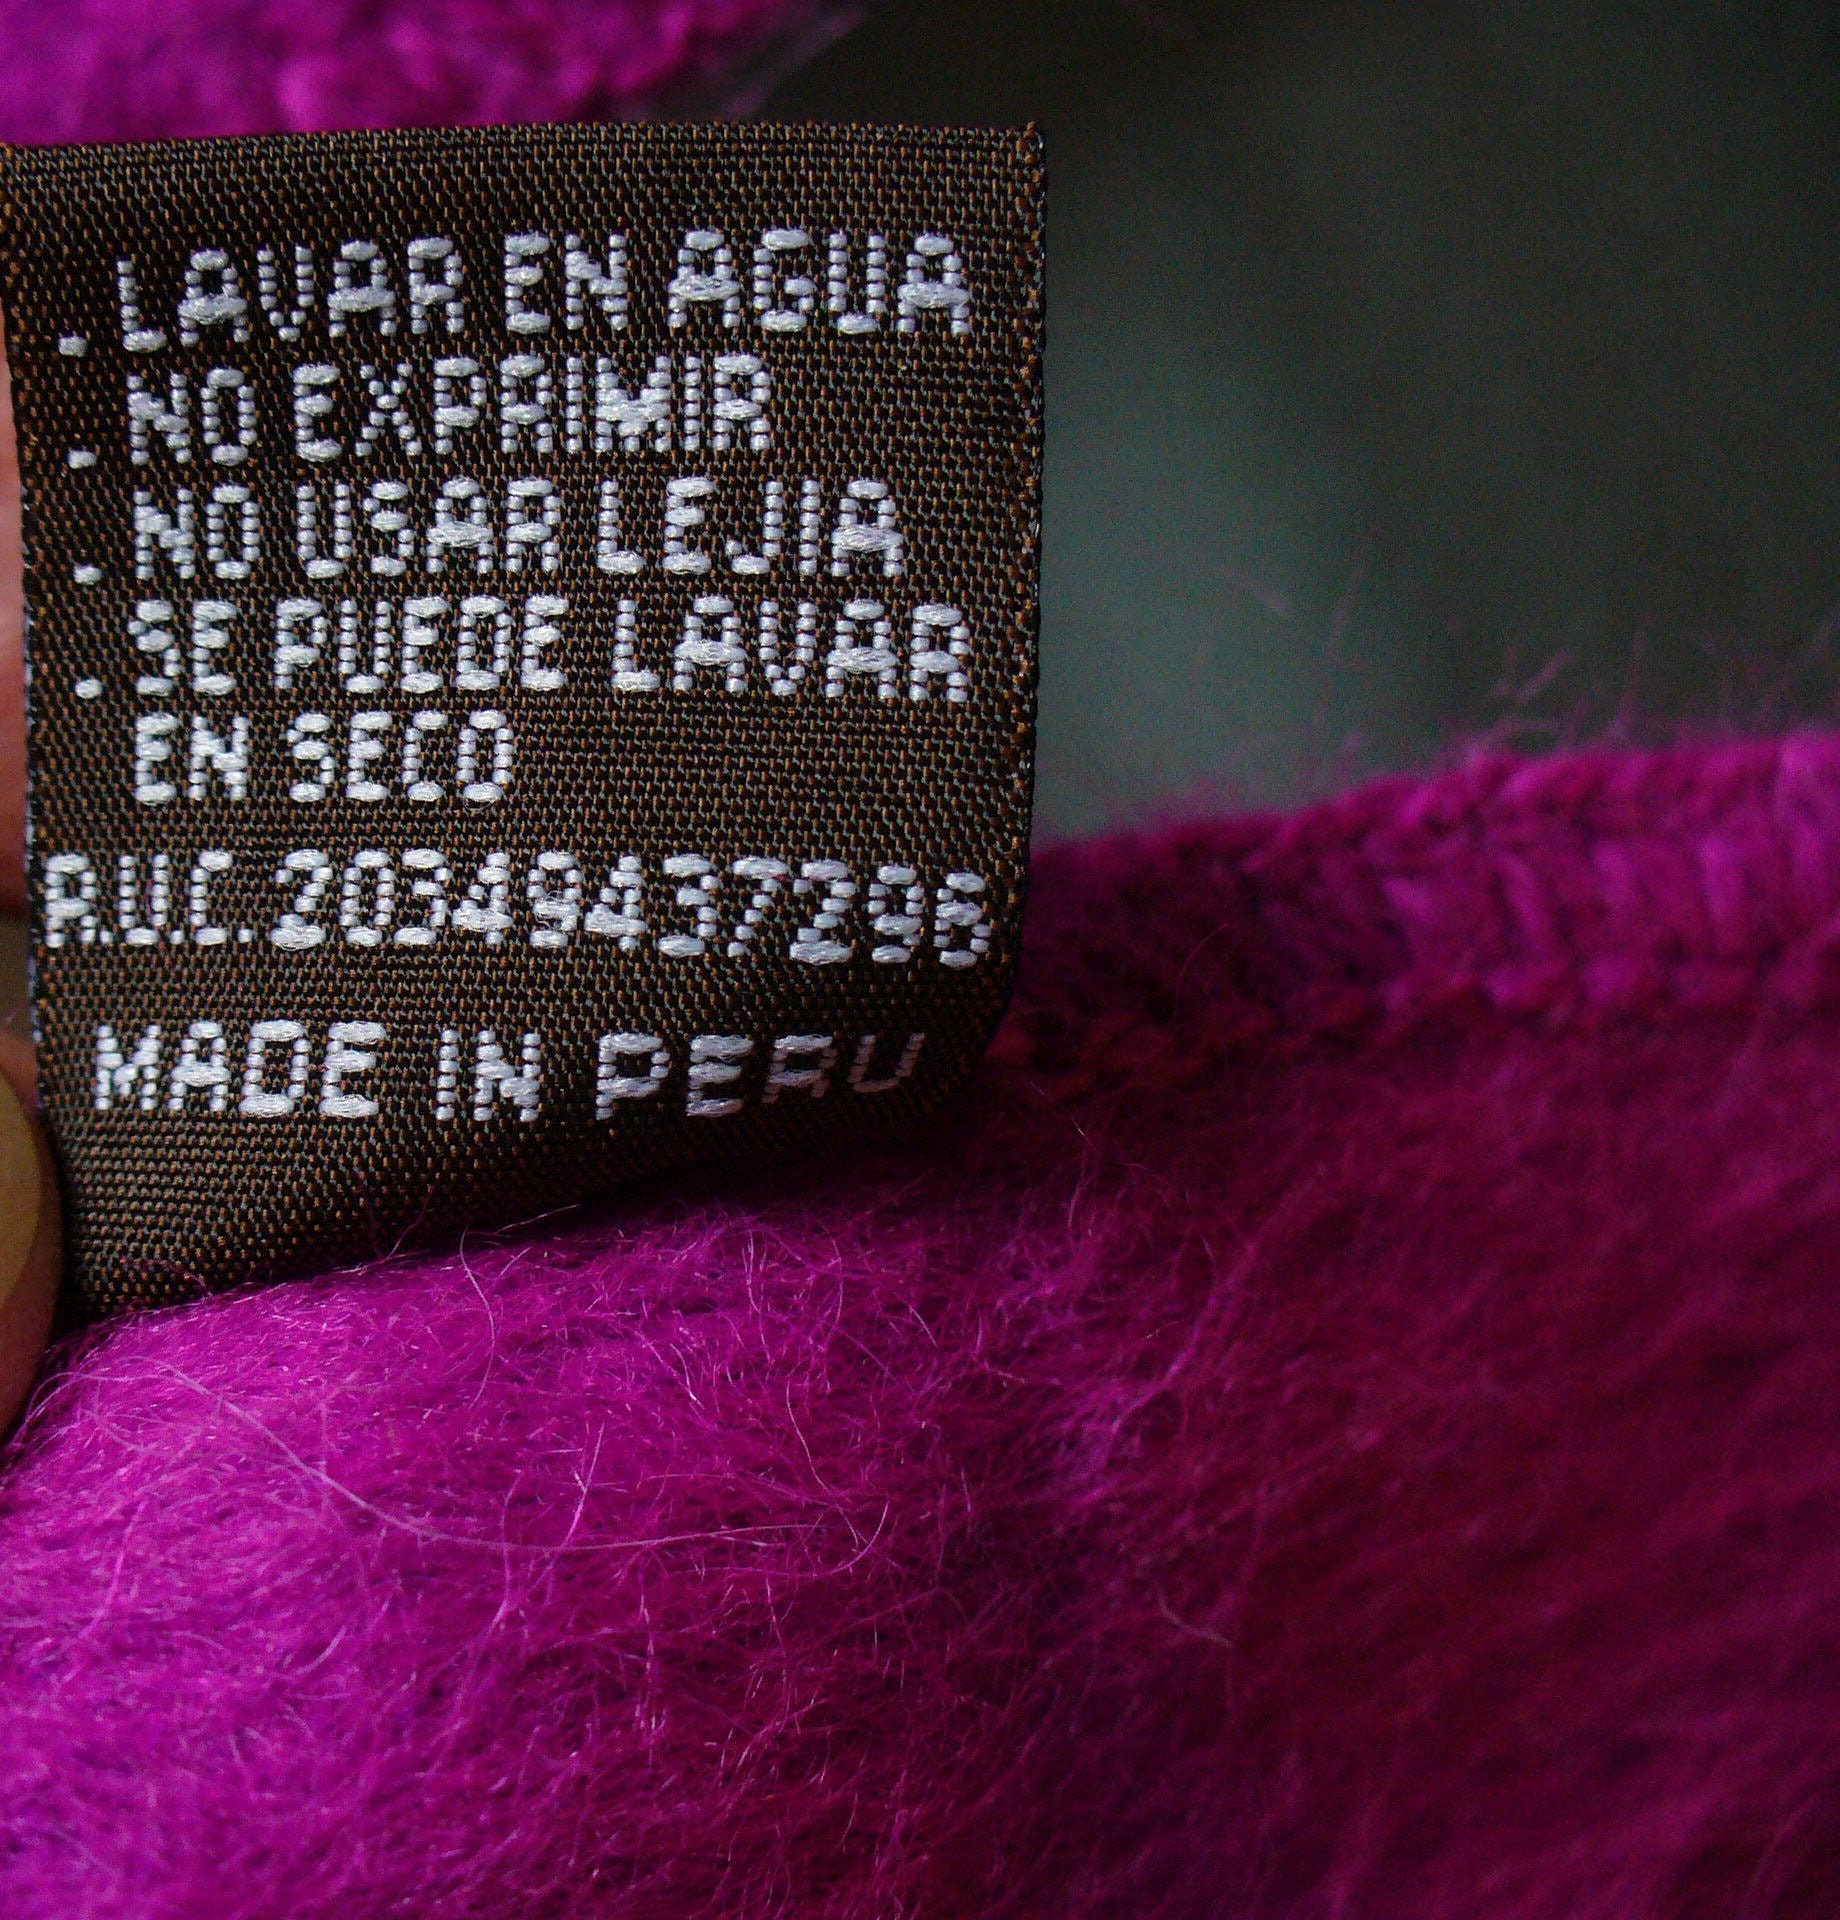 . LAVAR EN AGUA
. NO EXPRIMIR
. NO USAR LEJIA
. SE PUEDE LAVAR
EN SECO
R.U.C. 20349437298
MADE IN PERU